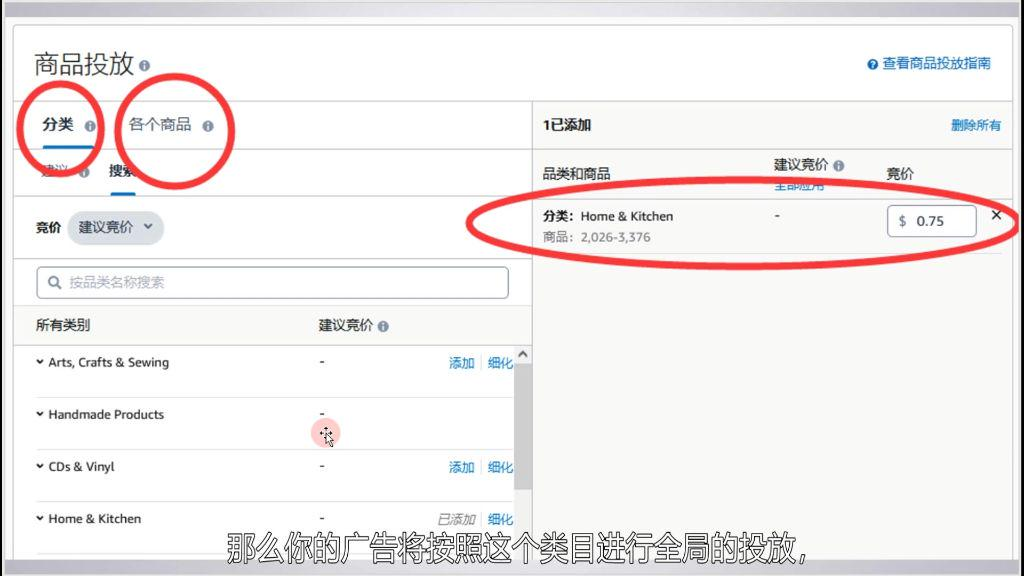 商品投放
查看商品投放指南
分类
各个商品
建议
搜索
竞价
建议竞价
按品类名称搜索
所有类别
建议竞价
Arts, Crafts & Sewing
-
添加
细化
Handmade Products
-
CDs & Vinyl
-
添加
细化
Home & Kitchen
-
已添加
细化
1已添加
删除所有
品类和商品
建议竞价
全部应用
竞价
分类：Home & Kitchen
-
$ 0.75
商品：2,026-3,376
那么你的广告将按照这个类目进行全局的投放，